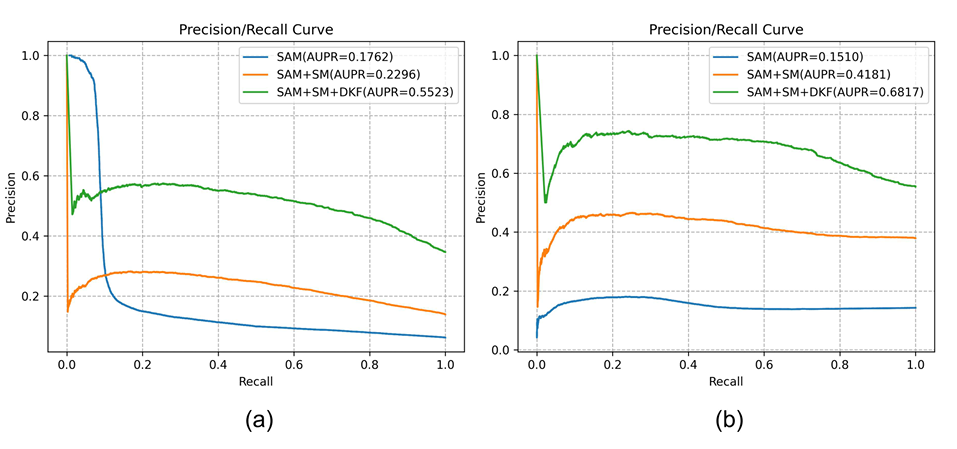 Precision/Recall Curve
SAM(AUPR=0.1762)
SAM+SM(AUPR=0.2296)
SAM+SM+DKF(AUPR=0.5523)
1.0
0.8
0.6
0.4
0.2
Precision
0.0 0.2 0.4 0.6 0.8 1.0
Recall
(a)
Precision/Recall Curve
SAM(AUPR=0.1510)
SAM+SM(AUPR=0.4181)
SAM+SM+DKF(AUPR=0.6817)
1.0
0.8
0.6
0.4
0.2
0.0
Precision
0.0 0.2 0.4 0.6 0.8 1.0
Recall
(b)